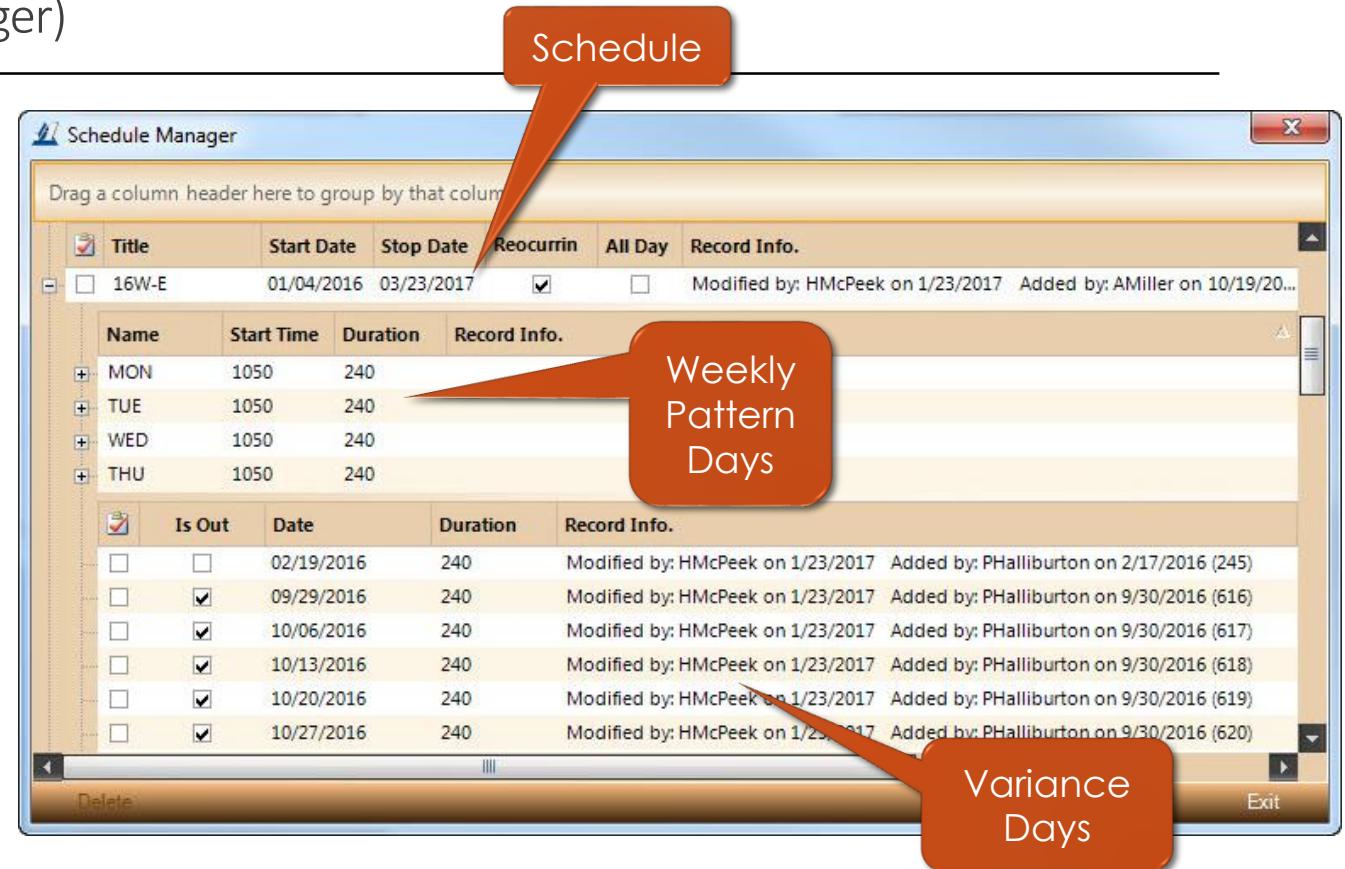 ger)
Schedule
Schedule Manager
Drag a column header here to group by that colum
Title Start Date Stop Date Reocurrin All Day Record Info.
16W-E 01/04/2016 03/23/2017 Modified by: HMcPeek on 1/23/2017 Added by: AMiller on 10/19/20...
Name Start Time Duration Record Info.
MON 1050 240
TUE 1050 240
WED 1050 240
THU 1050 240
Weekly
Pattern
Days
Is Out Date Duration Record Info.
02/19/2016 240 Modified by: HMcPeek on 1/23/2017 Added by: PHalliburton on 2/17/2016 (245)
09/29/2016 240 Modified by: HMcPeek on 1/23/2017 Added by: PHalliburton on 9/30/2016 (616)
10/06/2016 240 Modified by: HMcPeek on 1/23/2017 Added by: PHalliburton on 9/30/2016 (617)
10/13/2016 240 Modified by: HMcPeek on 1/23/2017 Added by: PHalliburton on 9/30/2016 (618)
10/20/2016 240 Modified by: HMcPeek on 1/23/2017 Added by: PHalliburton on 9/30/2016 (619)
10/27/2016 240 Modified by: HMcPeek on 1/23/2017 Added by: PHalliburton on 9/30/2016 (620)
Variance
Days
Delete Exit